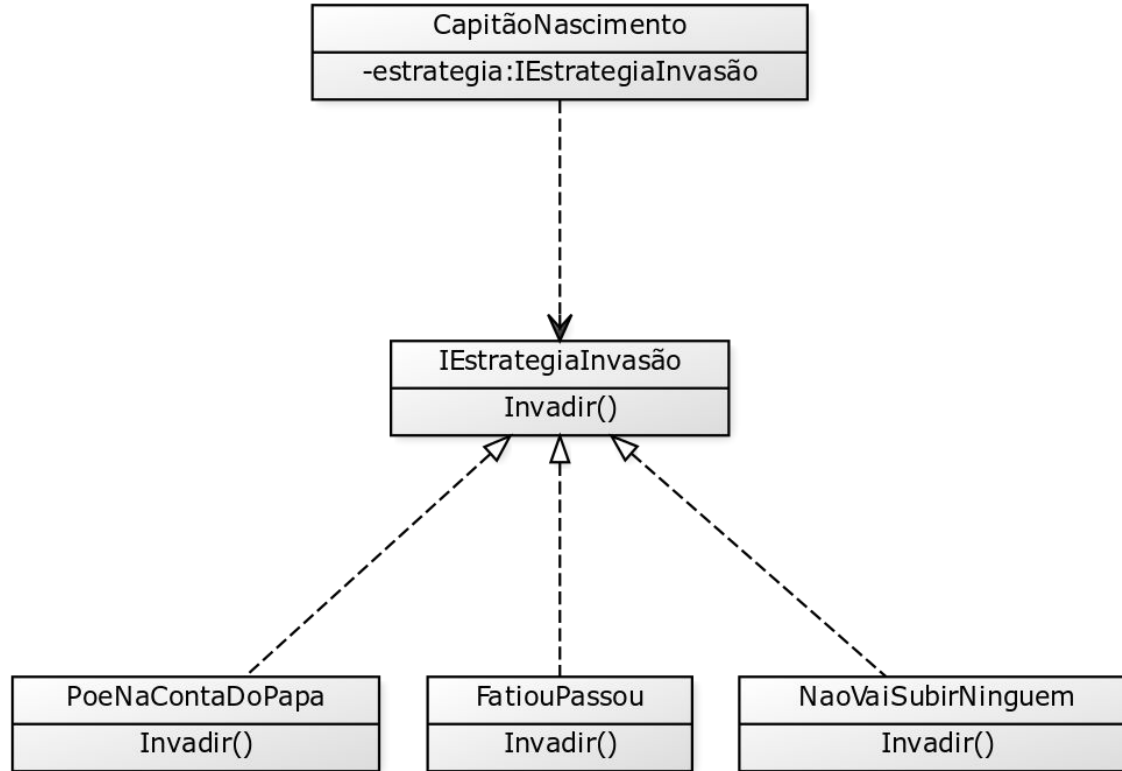 CapitãoNascimento
-estrategia:IEstrategiaInvasão
IEstrategiaInvasão
Invadir()
PoeNaContaDoPapa
Invadir()
FatiouPassou
Invadir()
NaoVaiSubirNinguem
Invadir()